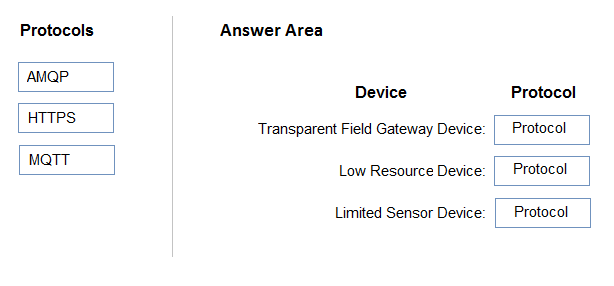 Protocols
AMQP
HTTPS
MQTT
Answer Area
Device Protocol
Transparent Field Gateway Device: Protocol
Low Resource Device: Protocol
Limited Sensor Device: Protocol